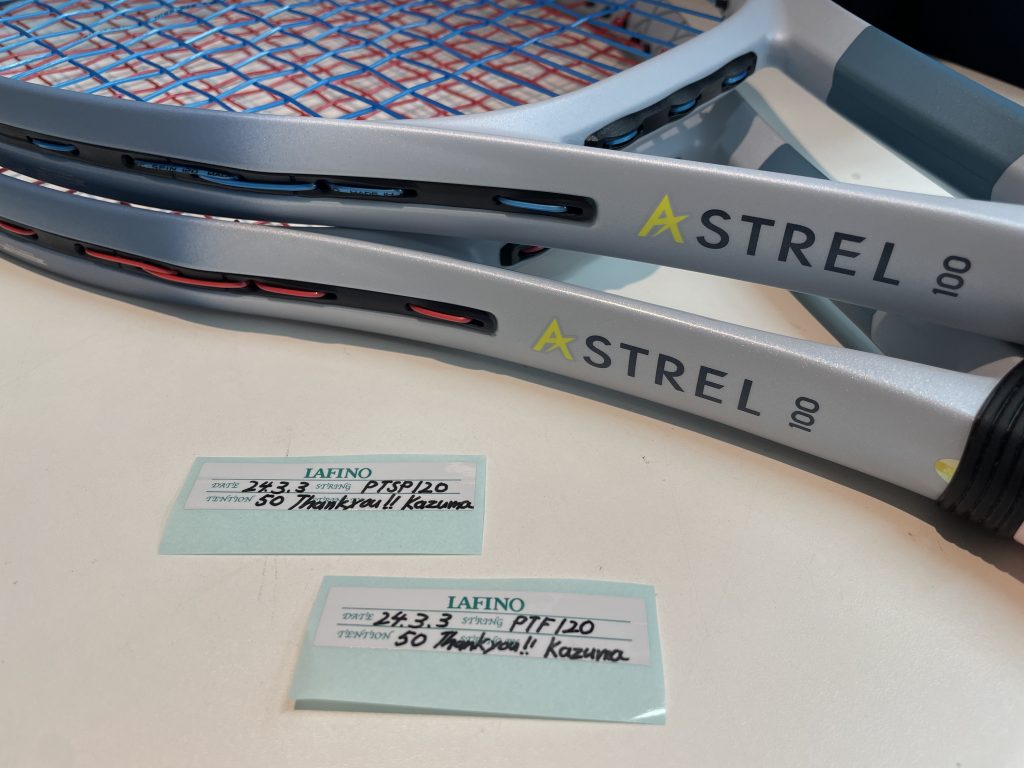 ASTREL 100
ASTREL 100
LAFINO
DATE 24.3.3 STRING PTSP120
TENTION 50 Thankyou!! Kazuma
LAFINO
DATE 24.3.3 STRING PTF120
TENTION 50 Thankyou!! Kazuma